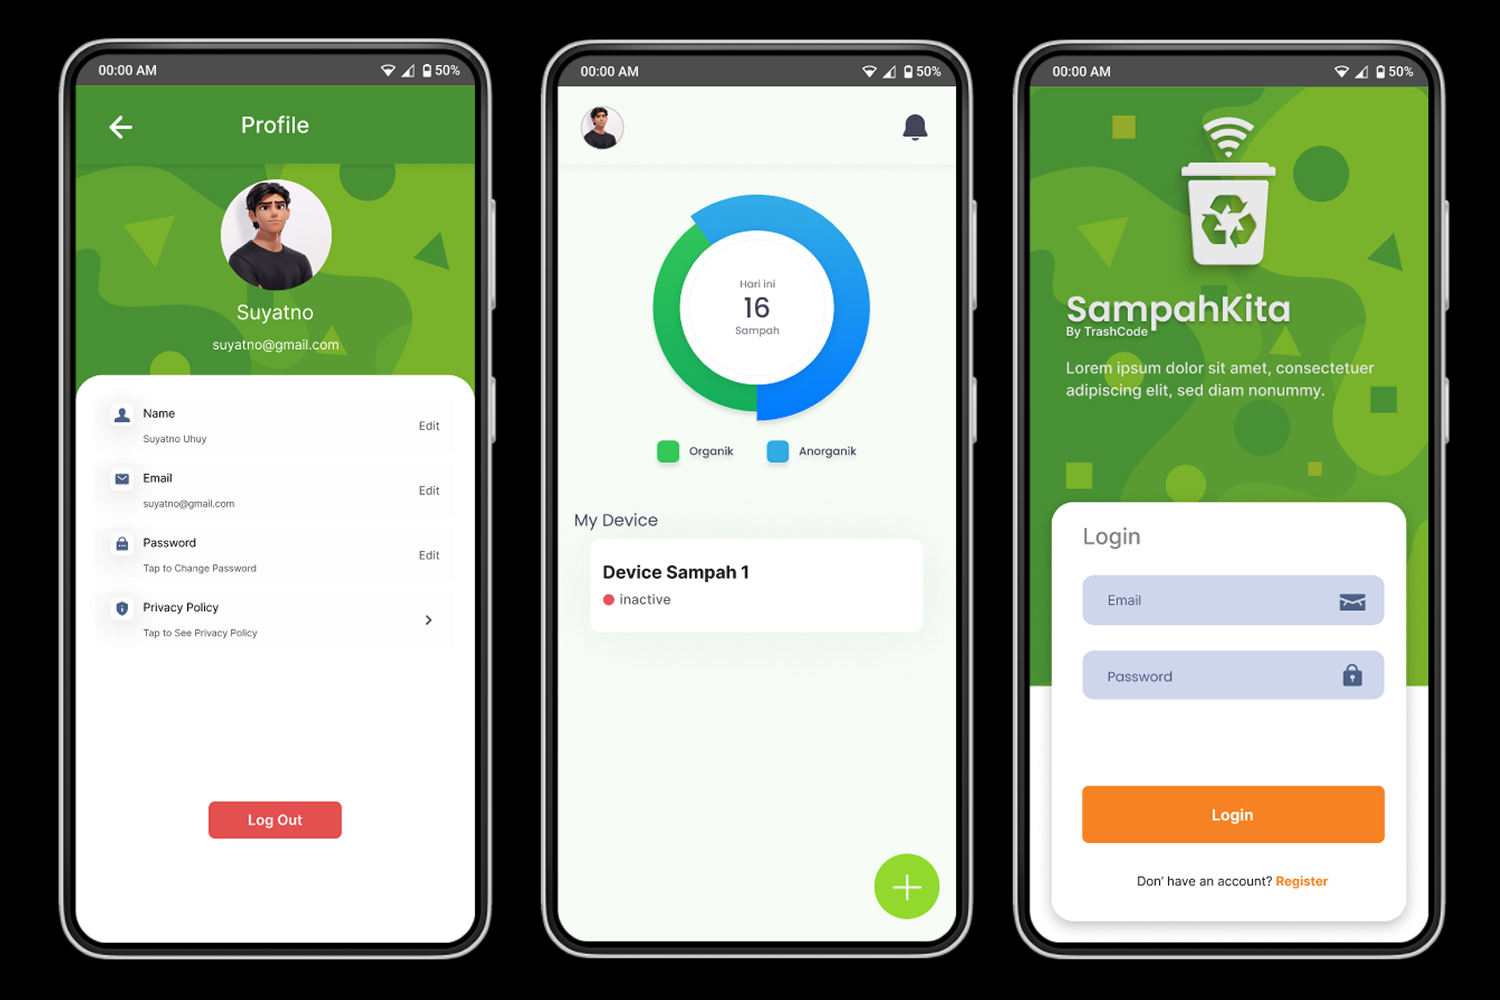 00:00 AM
50%
Profile
Suyatno
suyatno@gmail.com
Name
Suyatno Uhuy
Edit
Email
suyatno@gmail.com
Edit
Password
Tap to Change Password
Edit
Privacy Policy
Tap to See Privacy Policy
Log Out
00:00 AM
50%
Hari ini
16
Sampah
Organik
Anorganik
My Device
Device Sampah 1
inactive
00:00 AM
50%
SampahKita
By TrashCode
Lorem ipsum dolor sit amet, consectetuer
adipiscing elit, sed diam nonummy.
Login
Email
Password
Login
Don' have an account? Register